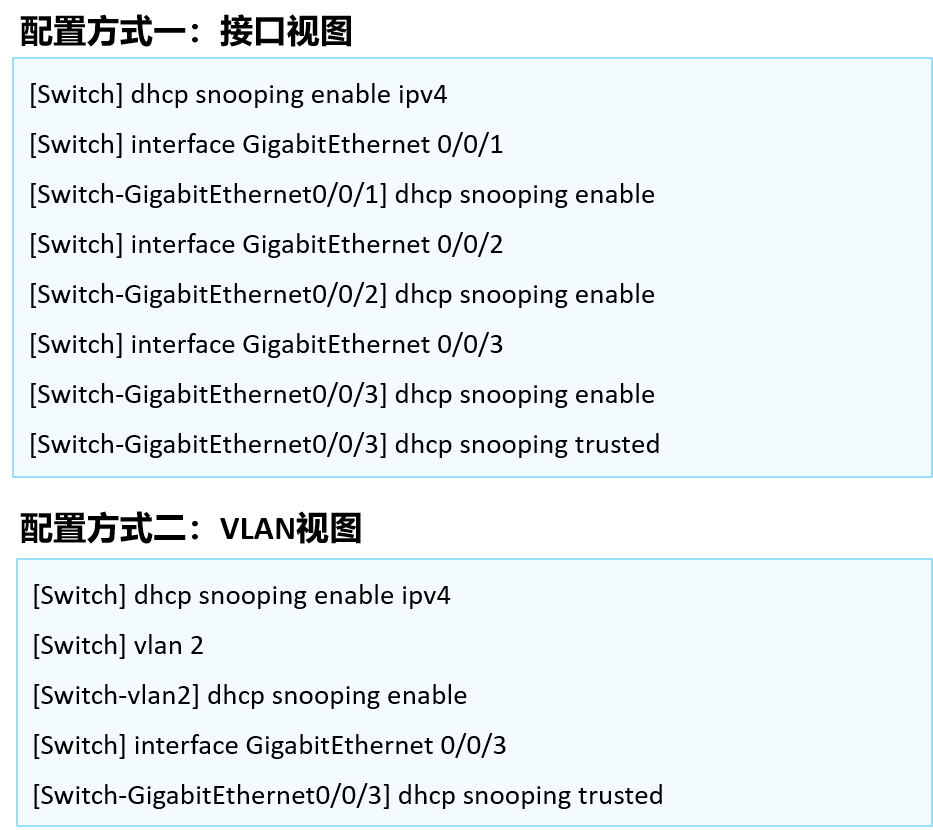 配置方式一：接口视图
[Switch] dhcp snooping enable ipv4
[Switch] interface GigabitEthernet 0/0/1
[Switch-GigabitEthernet0/0/1] dhcp snooping enable
[Switch] interface GigabitEthernet 0/0/2
[Switch-GigabitEthernet0/0/2] dhcp snooping enable
[Switch] interface GigabitEthernet 0/0/3
[Switch-GigabitEthernet0/0/3] dhcp snooping enable
[Switch-GigabitEthernet0/0/3] dhcp snooping trusted
配置方式二：VLAN视图
[Switch] dhcp snooping enable ipv4
[Switch] vlan 2
[Switch-vlan2] dhcp snooping enable
[Switch] interface GigabitEthernet 0/0/3
[Switch-GigabitEthernet0/0/3] dhcp snooping trusted